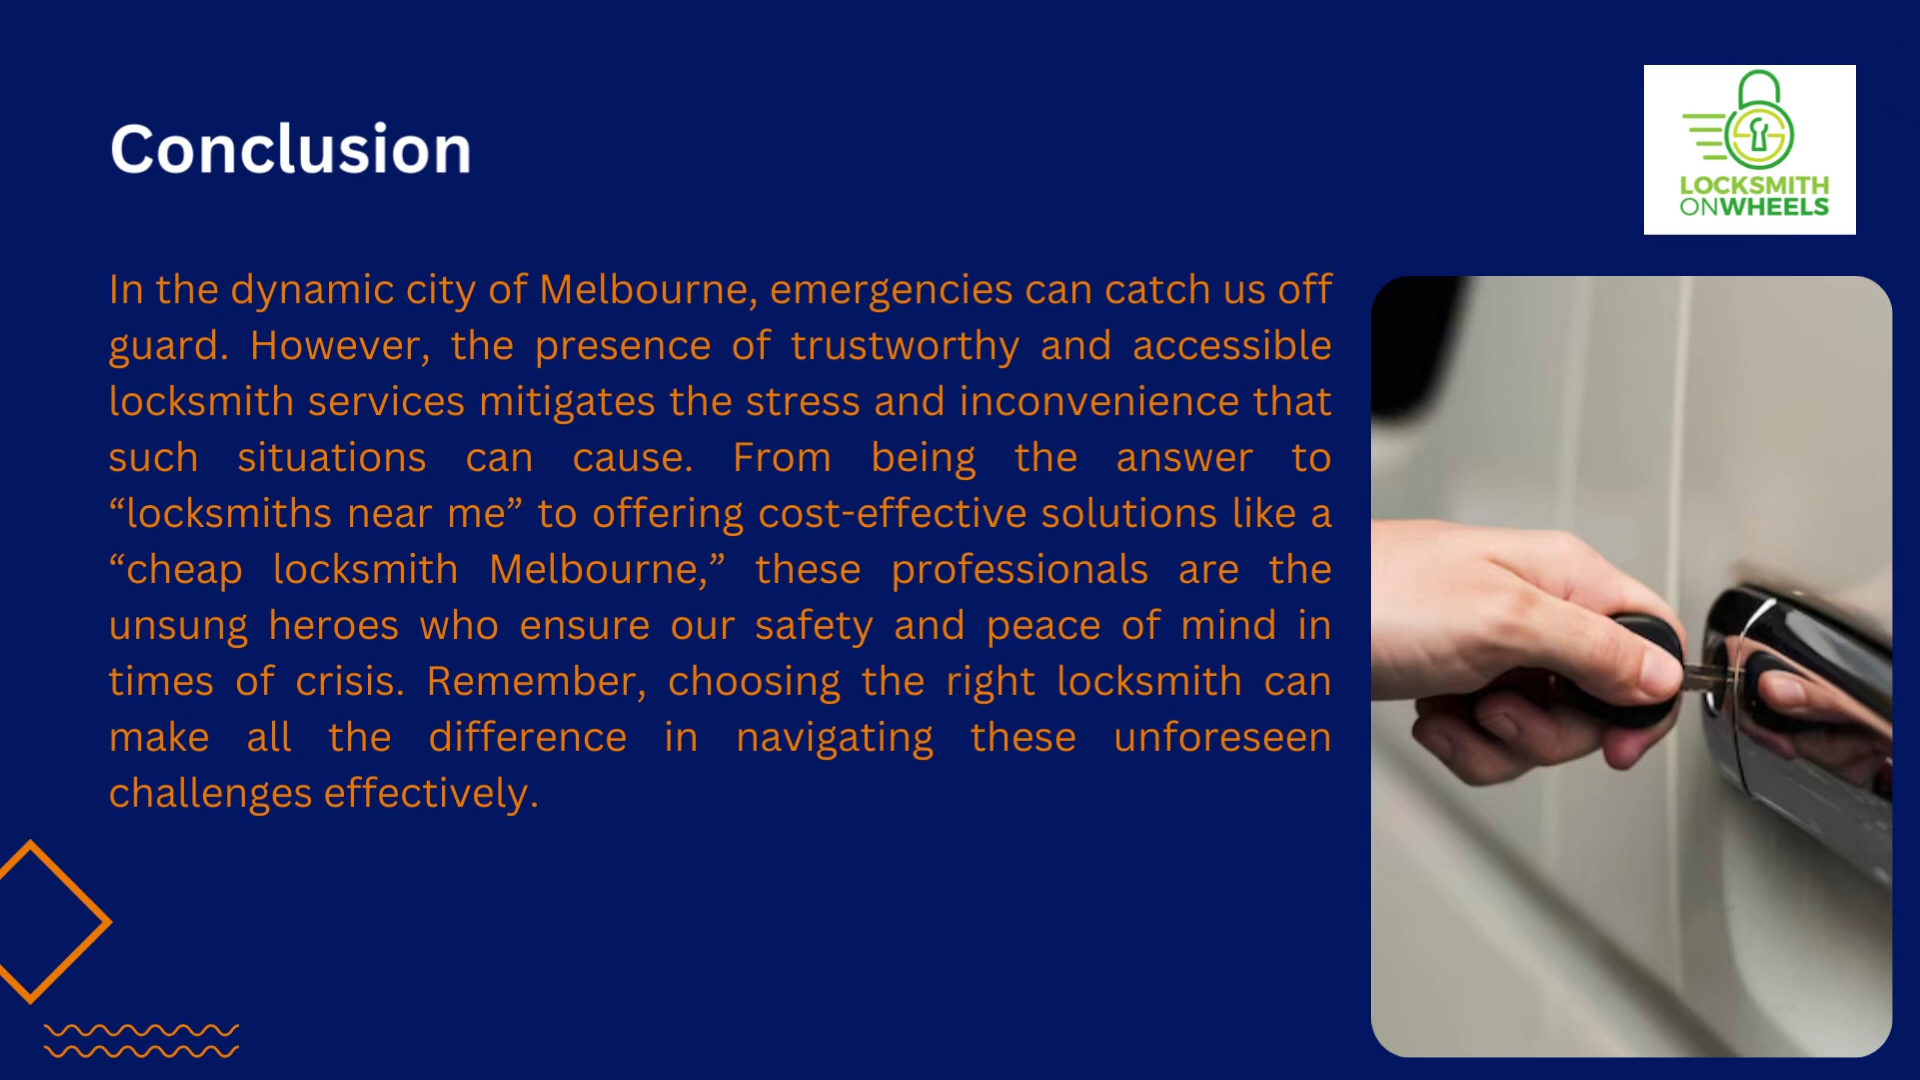 Conclusion
LOCKSMITH
ONWHEELS
In the dynamic city of Melbourne, emergencies can catch us off
guard. However, the presence of trustworthy and accessible
locksmith services mitigates the stress and inconvenience that
such situations can cause. From being the answer to
“locksmiths near me” to offering cost-effective solutions like a
“cheap locksmith Melbourne,” these professionals are the
unsung heroes who ensure our safety and peace of mind in
times of crisis. Remember, choosing the right locksmith can
make all the difference in navigating these unforeseen
challenges effectively.